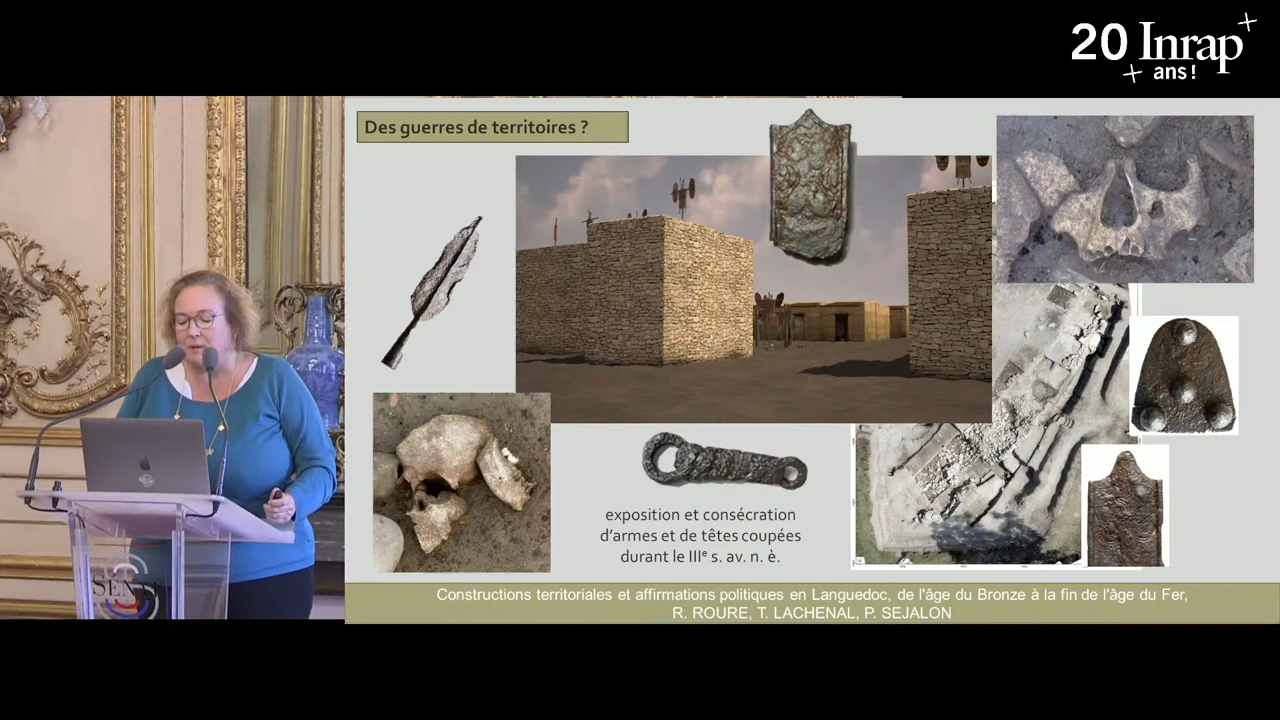 20 Inrap
ans !
Des guerres de territoires ?
exposition et consécration
d'armes et de têtes coupées
durant le IIIe s. av. n. è.
Constructions territoriales et affirmations politiques en Languedoc, de l'âge du Bronze à la fin de l'âge du Fer,
R. ROURE, T. LACHENAL, P. SEJALON